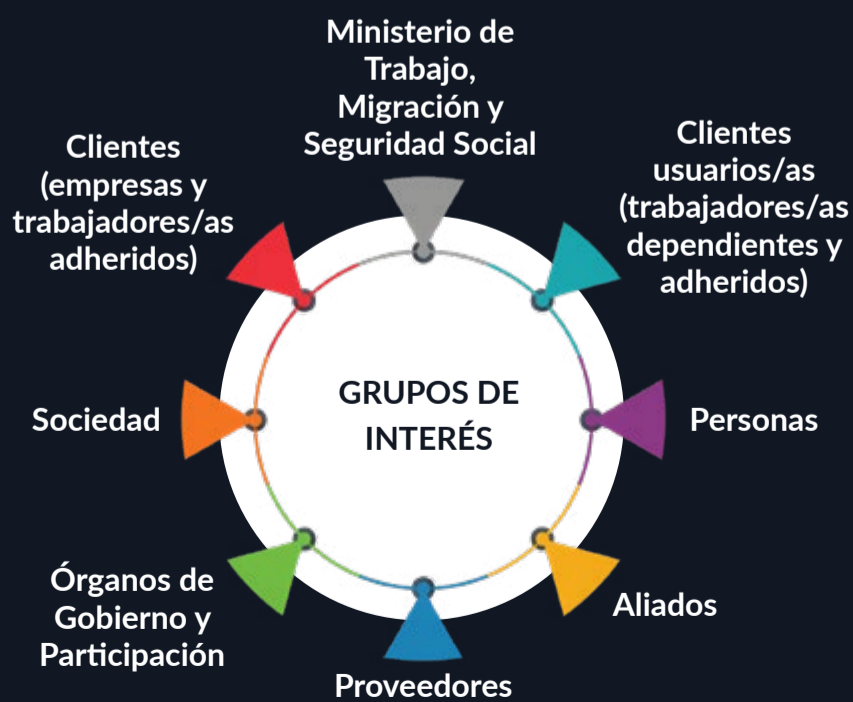 Ministerio de
Trabajo,
Migración y
Seguridad Social
Clientes
usuarios/as
(trabajadores/as
dependientes y
adheridos)
Personas
Aliados
Proveedores
Órganos de
Gobierno y
Participación
Sociedad
Clientes
(empresas y
trabajadores/as
adheridos)
GRUPOS DE
INTERÉS